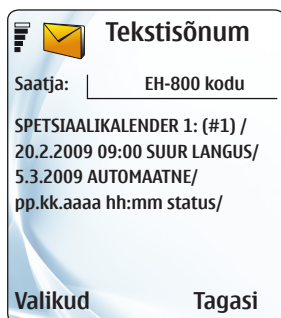 Tekstisõnum
Saatja: EH-800 kodu
SPETSIAALIKALENDER 1: (#1) /
20.2.2009 09:00 SUUR LANGUS/
5.3.2009 AUTOMAATNE/
pp.kk.aaaa hh:mm status/
Valikud Tagasi